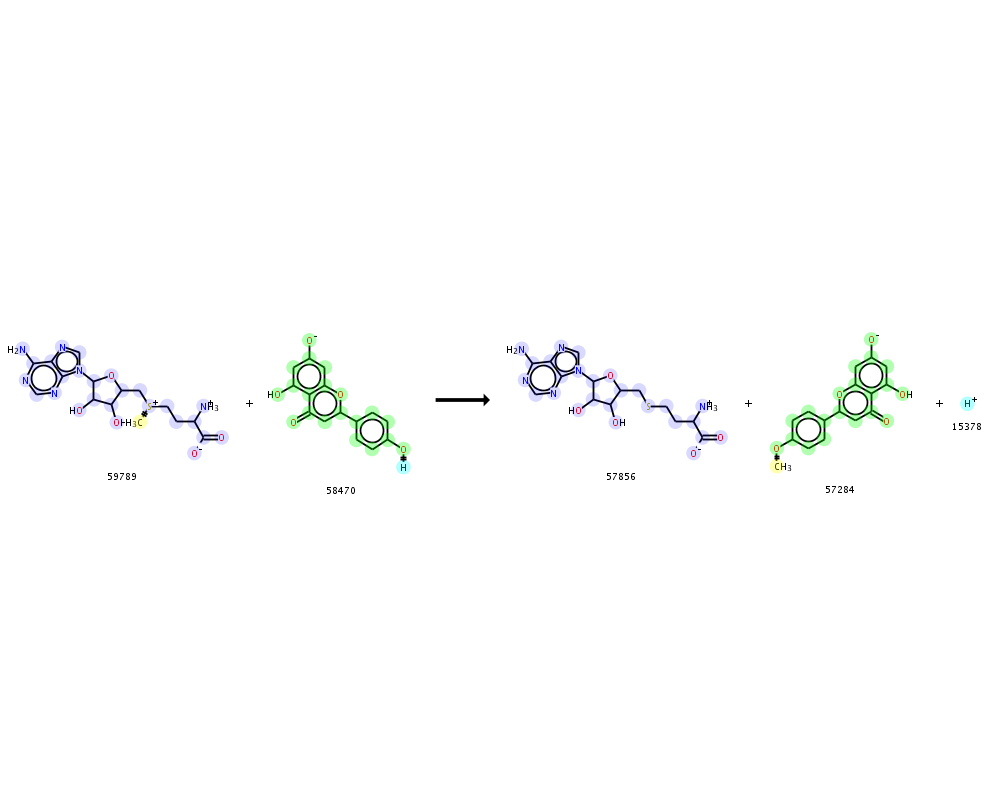 H2N N N N N O HO OH H3C S+ NH3+ O O-
59789
+
O- HO O O O H
58470
H2N N N N N O HO OH S NH3+ O O-
57856
+
O- OH O O O CH3
57284
+
H+
15378